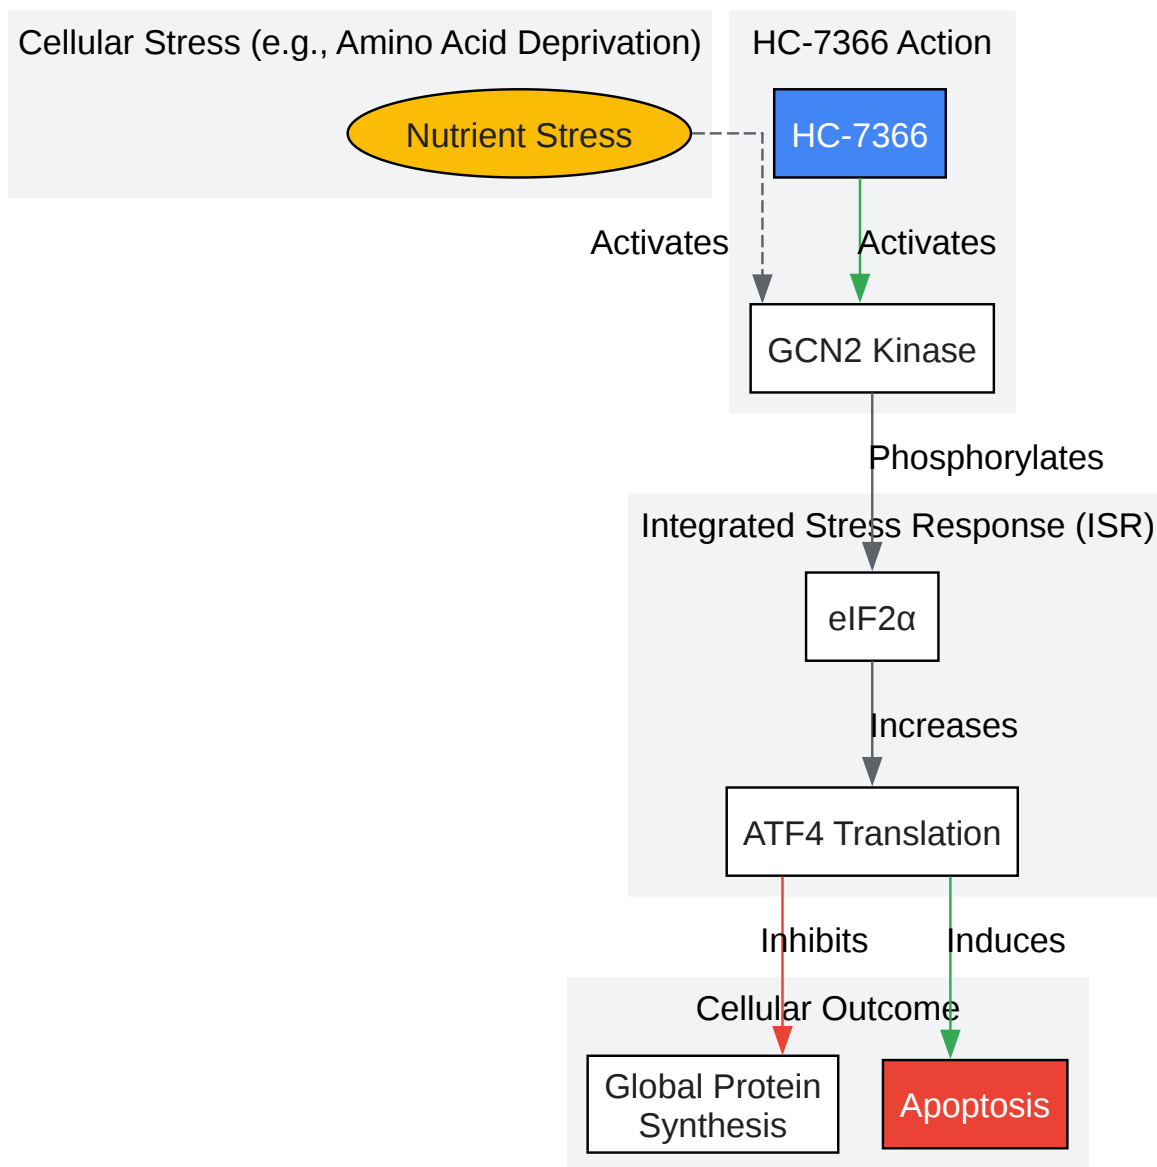 Cellular Stress (e.g., Amino Acid Deprivation)
HC-7366 Action
Nutrient Stress
HC-7366
Activates
Activates
GCN2 Kinase
Phosphorylates
Integrated Stress Response (ISR)
eIF2α
Increases
ATF4 Translation
Inhibits
Induces
Cellular Outcome
Global Protein
Synthesis
Apoptosis